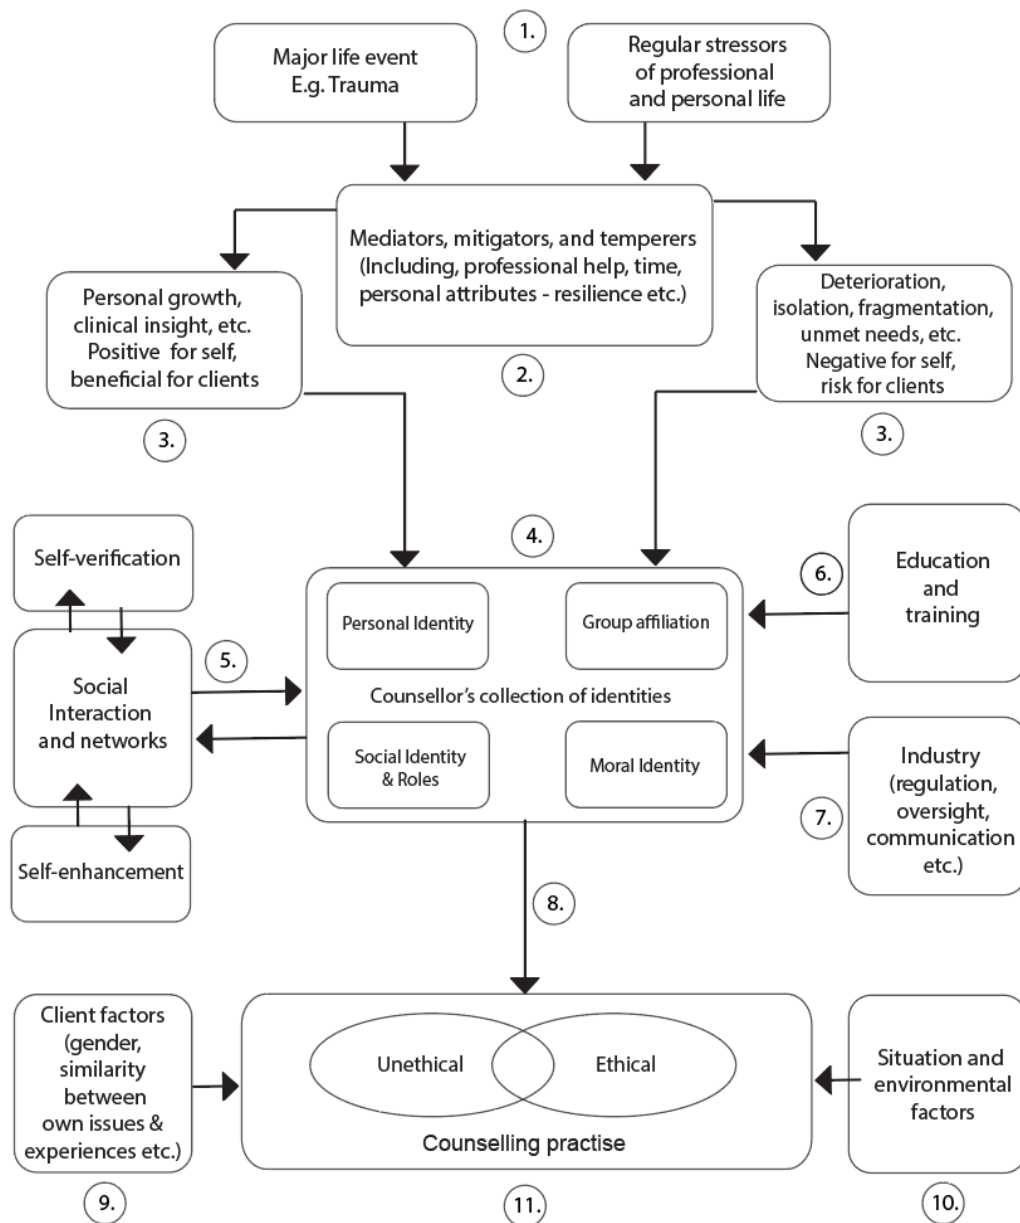 1.
Major life event
E.g. Trauma
Regular stressors
of professional
and personal life
Mediators, mitigators, and temperers
(Including, professional help, time,
personal attributes - resilience etc.)
2.
Personal growth,
clinical insight, etc.
Positive for self,
beneficial for clients
3.
Deterioration,
isolation, fragmentation,
unmet needs, etc.
Negative for self,
risk for clients
3.
4.
Personal Identity
Group affiliation
Counsellor's collection of identities
Social Identity
& Roles
Moral Identity
Self-verification
Social
Interaction
and networks
Self-enhancement
5.
6.
Education
and
training
7.
Industry
(regulation,
oversight,
communication
etc.)
8.
Client factors
(gender,
similarity
between
own issues &
experiences etc.)
9.
Unethical
Ethical
Counselling practise
11.
Situation and
environmental
factors
10.